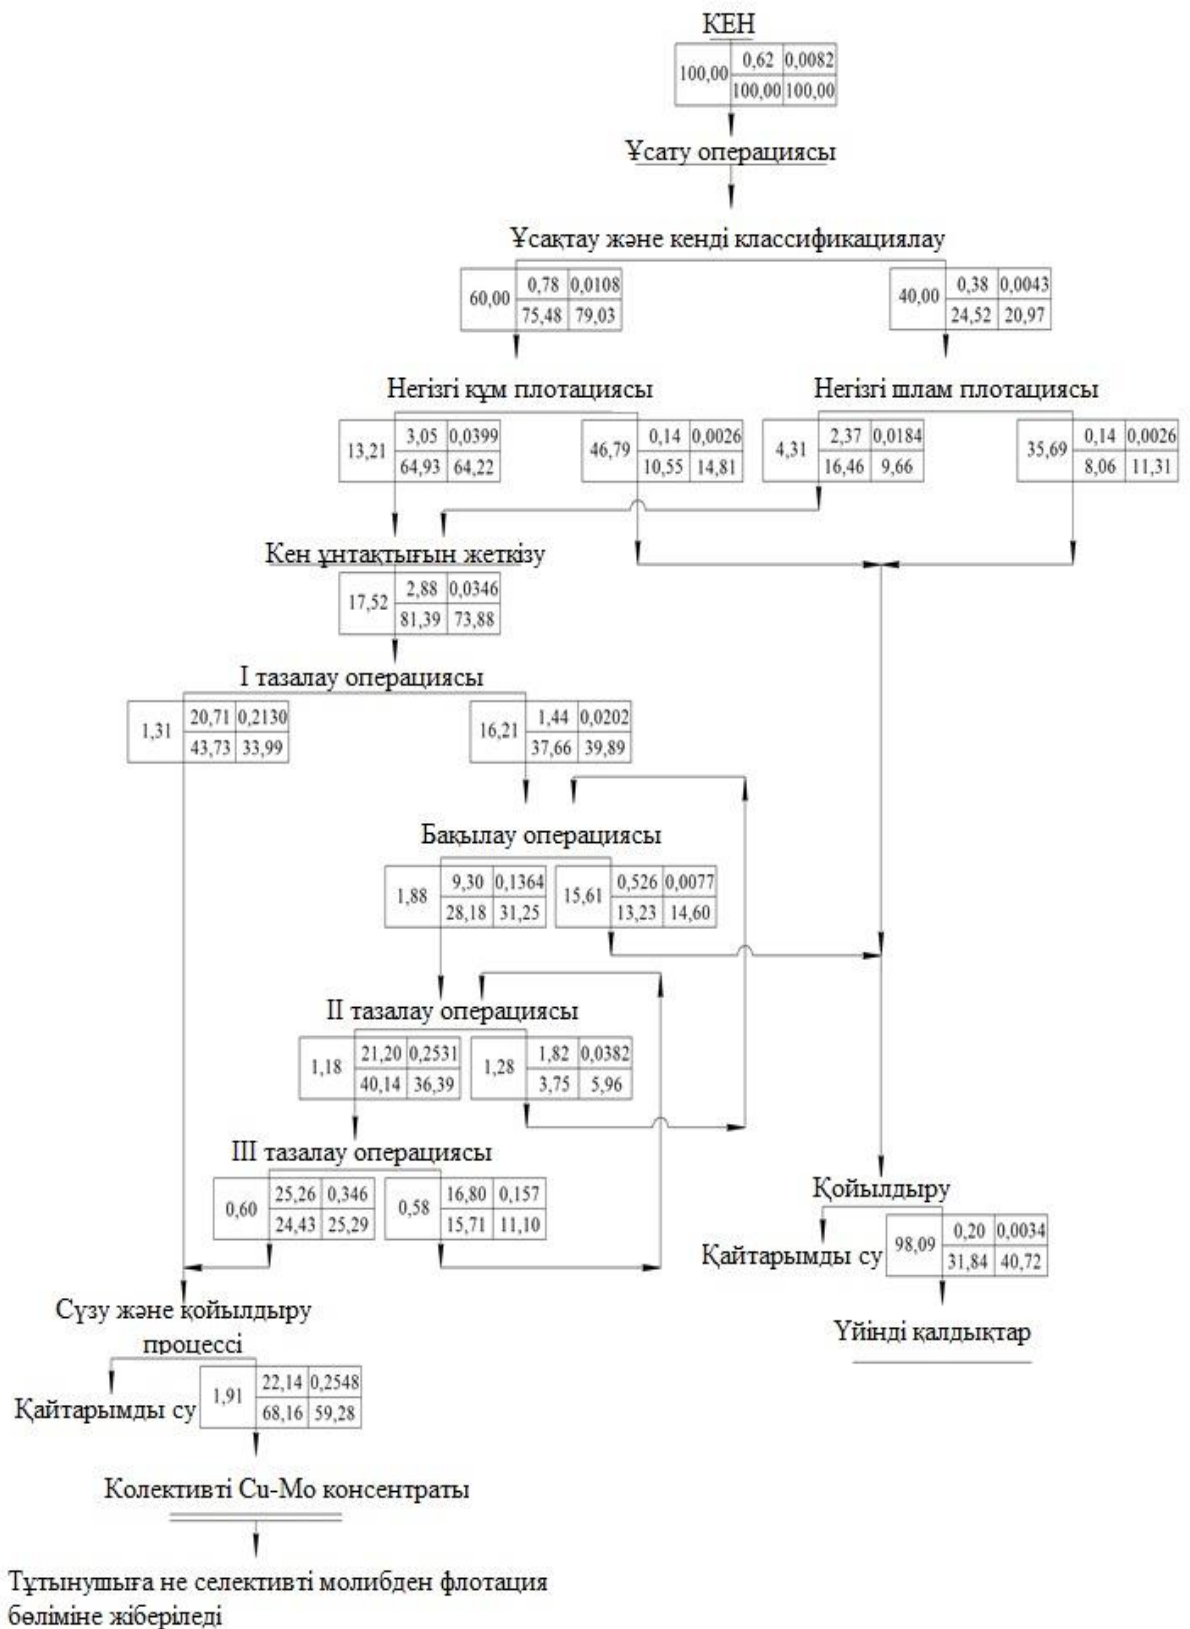 КЕН
100,00 0,62 0,0082
100,00 100,00
Ұсату операциясы
Ұсақтау және кенді классификациялау
60,00 0,78 0,0108
75,48 79,03
40,00 0,38 0,0043
24,52 20,97
Негізгі құм плотациясы
Негізгі шлам плотациясы
13,21 3,05 0,0399
64,93 64,22
46,79 0,14 0,0026
10,55 14,81
4,31 2,37 0,0184
16,46 9,66
35,69 0,14 0,0026
8,06 11,31
Кен ұнтақтығын жеткізу
17,52 2,88 0,0346
81,39 73,88
I тазалау операциясы
1,31 20,71 0,2130
43,73 33,99
16,21 1,44 0,0202
37,66 39,89
Бақылау операциясы
1,88 9,30 0,1364
28,18 31,25
15,61 0,526 0,0077
13,23 14,60
II тазалау операциясы
1,18 21,20 0,2531
40,14 36,39
1,28 1,82 0,0382
3,75 5,96
III тазалау операциясы
0,60 25,26 0,346
24,43 25,29
0,58 16,80 0,157
15,71 11,10
Қойылдыру
Қайтарымды су
98,09 0,20 0,0034
31,84 40,72
Үйінді қалдықтар
Сүзу және қойылдыру
процессі
Қайтарымды су
1,91 22,14 0,2548
68,16 59,28
Колективті Cu-Mo консентраты
Тұтынушыға не селективті молибден флотация
бөліміне жіберіледі